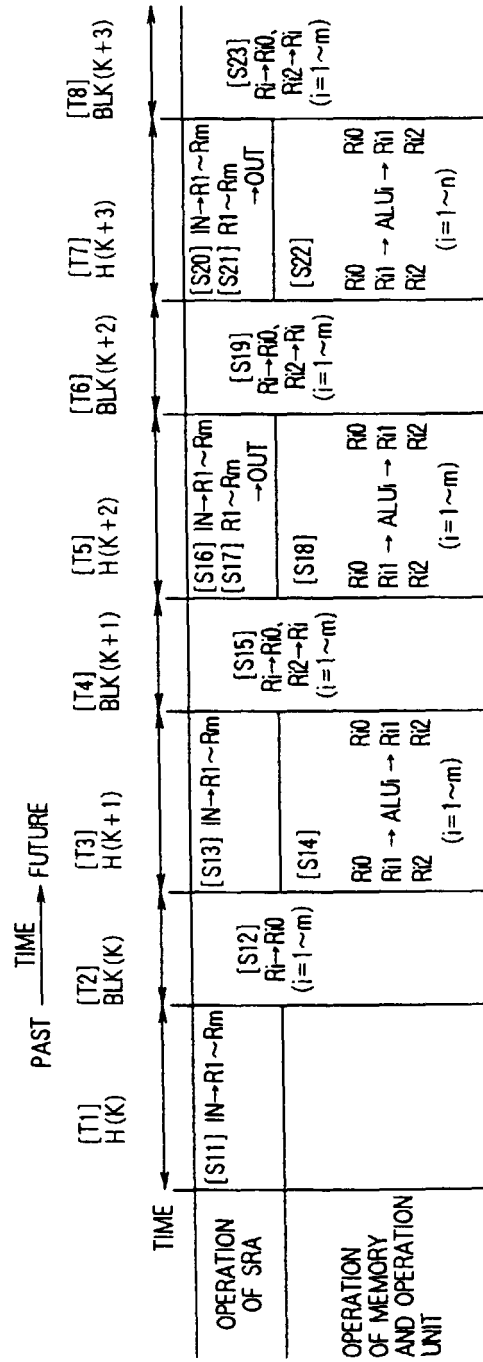 PAST TIME FUTURE
TIME
[T1]
H(K)
[T2]
BLK(K)
[T3]
H(K+1)
[T4]
BLK(K+1)
[T5]
H(K+2)
[T6]
BLK(K+2)
[T7]
H(K+3)
[T8]
BLK(K+3)
OPERATION
OF SRA
[S11] IN→R1~Rm
[S12]
Ri→Ri0
(i=1~m)
[S13] IN→R1~Rm
[S15]
Ri→Ri0,
Ri2→Ri
(i=1~m)
[S16] IN→R1~Rm
[S17] R1~Rm
→OUT
[S19]
Ri→Ri0,
Ri2→Ri
(i=1~m)
[S20] IN→R1~Rm
[S21] R1~Rm
→OUT
[S23]
Ri→Ri0,
Ri2→Ri
(i=1~m)
OPERATION
OF MEMORY
AND OPERATION
UNIT
[S14]
Ri0 Ri0
Ri1 → ALUi → Ri1
Ri2 Ri2
(i=1~m)
[S18]
Ri0 Ri0
Ri1 → ALUi → Ri1
Ri2 Ri2
(i=1~m)
[S22]
Ri0 Ri0
Ri1 → ALUi → Ri1
Ri2 Ri2
(i=1~n)